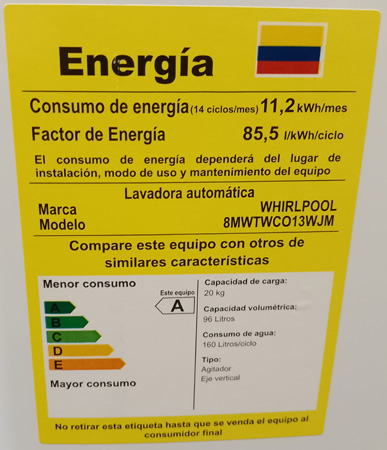 Energía
Consumo de energía(14 ciclos/mes) 11,2 kWh/mes
Factor de Energía 85,5 l/kWh/ciclo
El consumo de energía dependerá del lugar de
instalación, modo de uso y mantenimiento del equipo
Lavadora automática
Marca WHIRLPOOL
Modelo 8MWTWCO13WJM
Compare este equipo con otros de
similares características
Menor consumo
Este equipo
A
A
B
C
D
E
Mayor consumo
Capacidad de carga:
20 kg
Capacidad volumétrica:
96 Litros
Consumo de agua:
160 Litros/ciclo
Tipo:
Agitador
Eje vertical
No retirar esta etiqueta hasta que se venda el equipo al
consumidor final